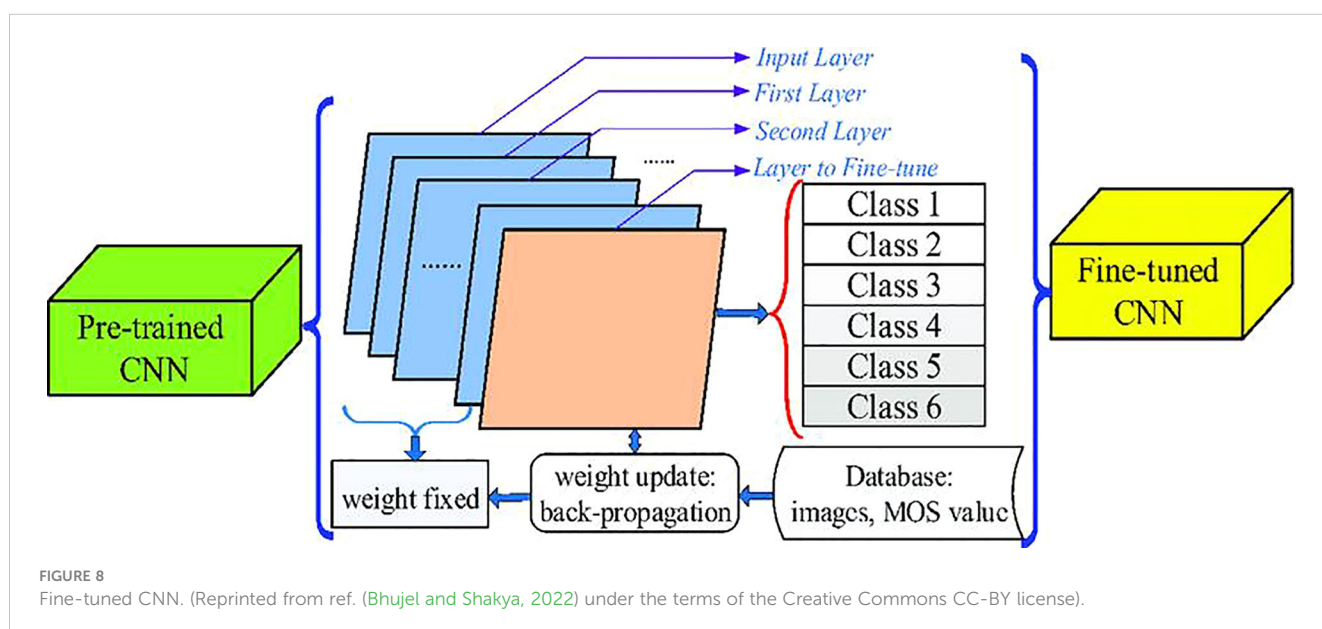 Input Layer
First Layer
Second Layer
......
Layer to Fine-tune
Pre-trained
CNN
......
Class 1
Class 2
Class 3
Class 4
Class 5
Class 6
Fine-tuned
CNN
weight fixed
weight update:
back-propagation
Database:
images, MOS value
FIGURE 8
Fine-tuned CNN. (Reprinted from ref. (Bhujel and Shakya, 2022) under the terms of the Creative Commons CC-BY license).